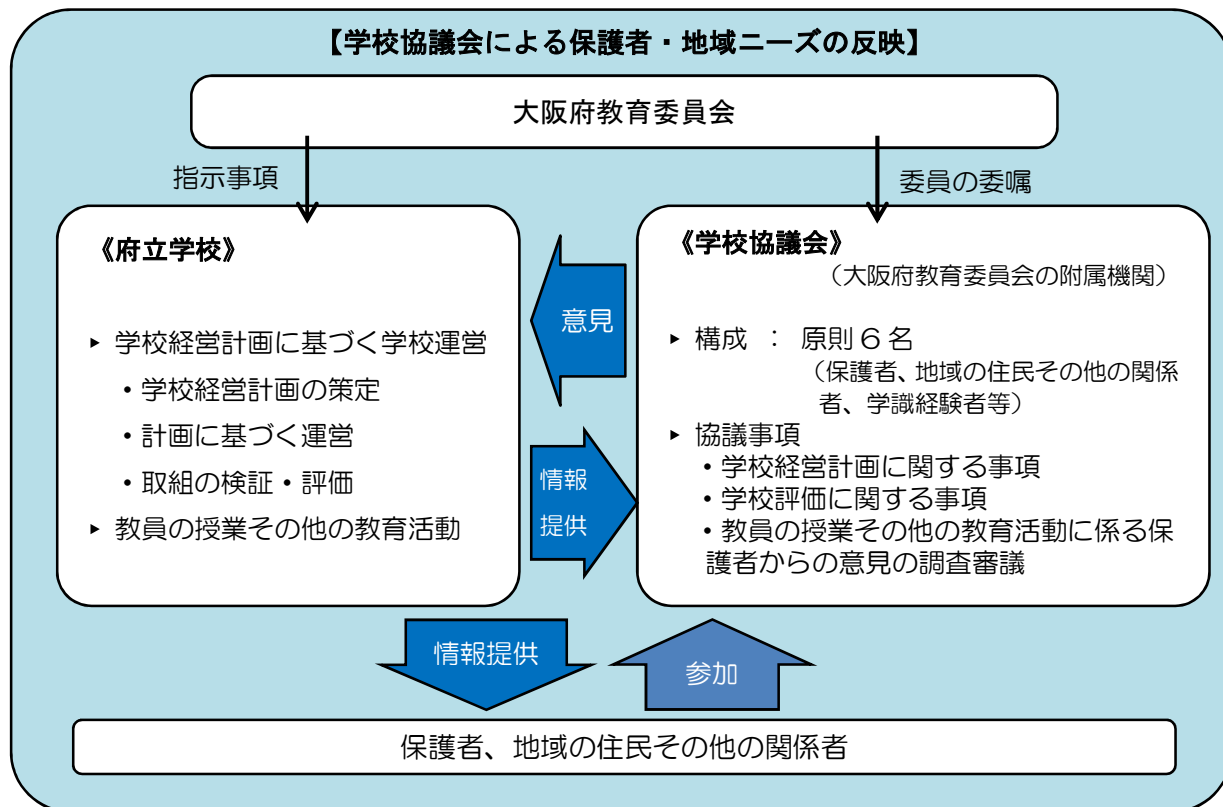 【学校協議会による保護者・地域ニーズの反映】
大阪府教育委員会
指示事項
委員の委嘱
《府立学校》
▸ 学校経営計画に基づく学校運営
・学校経営計画の策定
・計画に基づく運営
・取組の検証・評価
▸ 教員の授業その他の教育活動
意見
情報
提供
《学校協議会》
（大阪府教育委員会の附属機関）
▸ 構成 ： 原則６名
（保護者、地域の住民その他の関係
者、学識経験者等）
▸ 協議事項
・学校経営計画に関する事項
・学校評価に関する事項
・教員の授業その他の教育活動に係る保
護者からの意見の調査審議
情報提供
参加
保護者、地域の住民その他の関係者